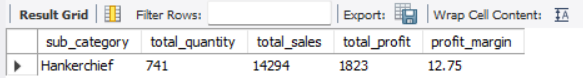 Result Grid Filter Rows: Export: Wrap Cell Content: IA
sub_category total_quantity total_sales total_profit profit_margin
Hankerchief 741 14294 1823 12.75